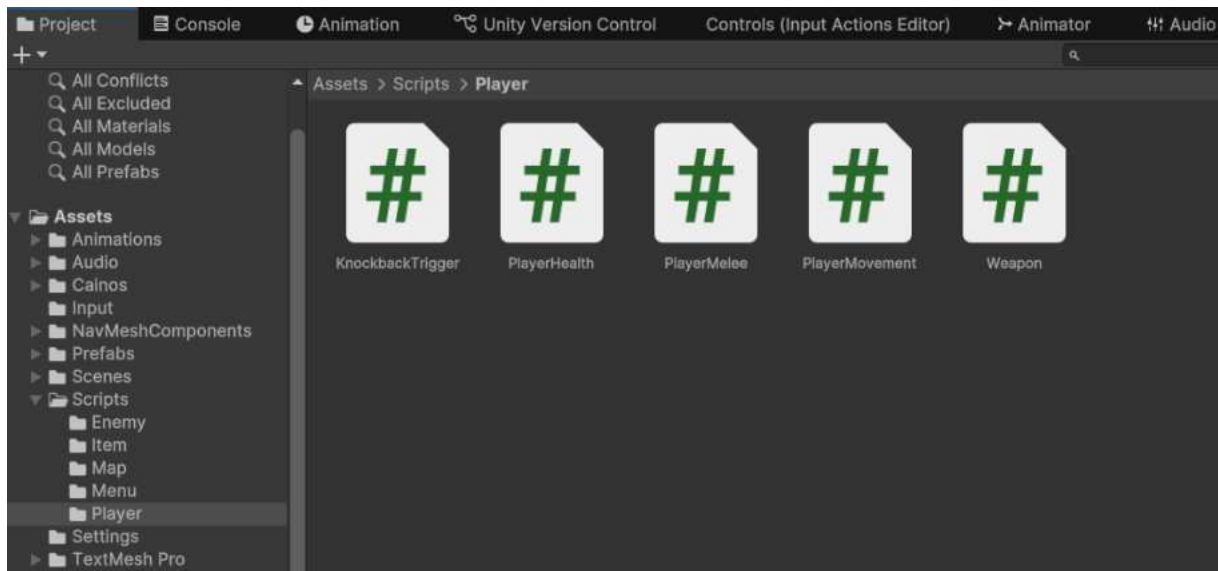 Project Console Animation Unity Version Control Controls (Input Actions Editor) Animator Audio
All Conflicts
All Excluded
All Materials
All Models
All Prefabs
Assets
Animations
Audio
Cainos
Input
NavMeshComponents
Prefabs
Scenes
Scripts
Enemy
Item
Map
Menu
Player
Settings
TextMesh Pro
Assets > Scripts > Player
# # # # #
KnockbackTrigger PlayerHealth PlayerMelee PlayerMovement Weapon